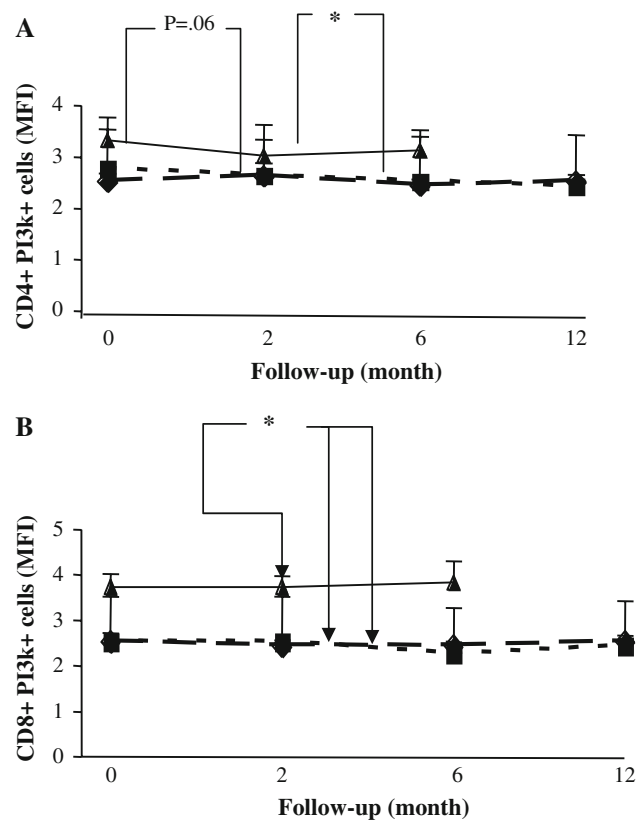 A
P=.06
*
CD4+ PI3k+ cells (MFI)
4
3
2
1
0
0 2 6 12
Follow-up (month)
B
*
CD8+ PI3k+ cells (MFI)
5
4
3
2
1
0
0 2 6 12
Follow-up (month)